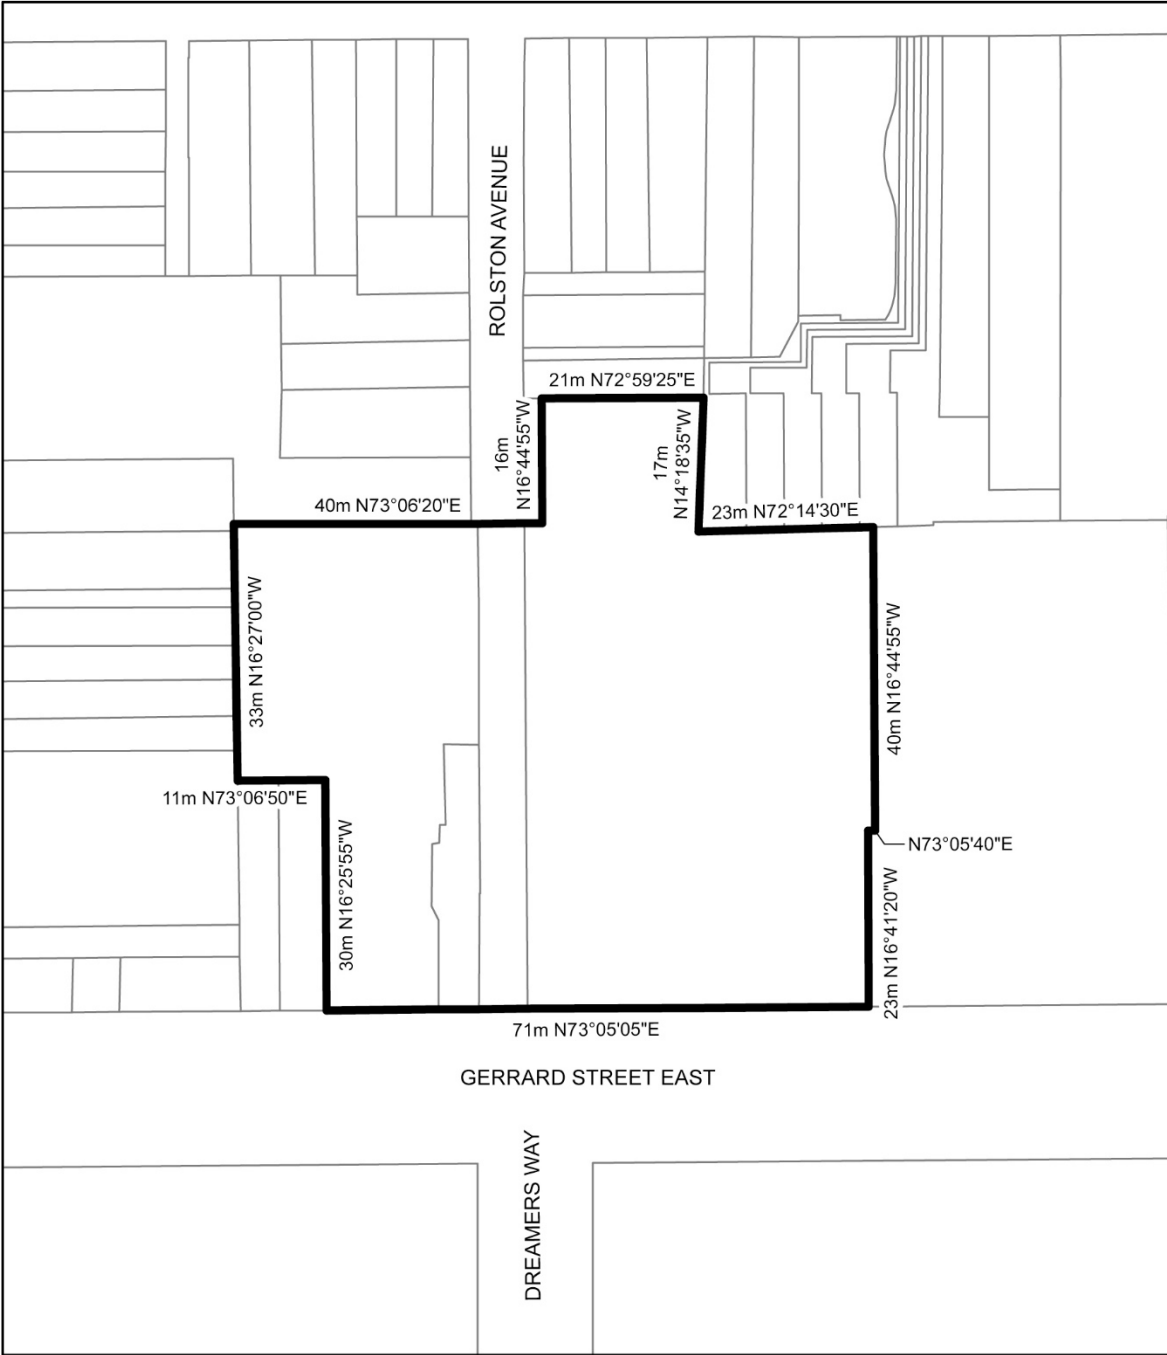 ROLSTON AVENUE
21m N72°59'25"E
16m
N16°44'55"W
17m
N14°18'35"W
40m N73°06'20"E
23m N72°14'30"E
33m N16°27'00"W
40m N16°44'55"W
11m N73°06'50"E
30m N16°25'55"W
N73°05'40"E
23m N16°41'20"W
71m N73°05'05"E
GERRARD STREET EAST
DREAMERS WAY